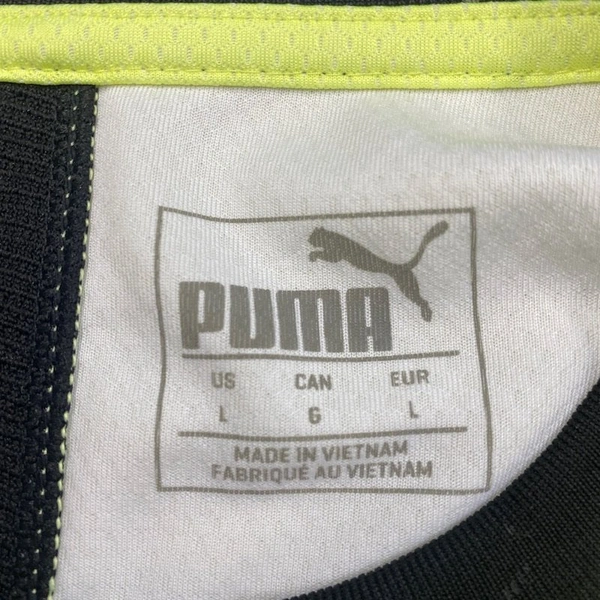 PUMA
US CAN EUR
L G L
MADE IN VIETNAM
FABRIQUÉ AU VIETNAM